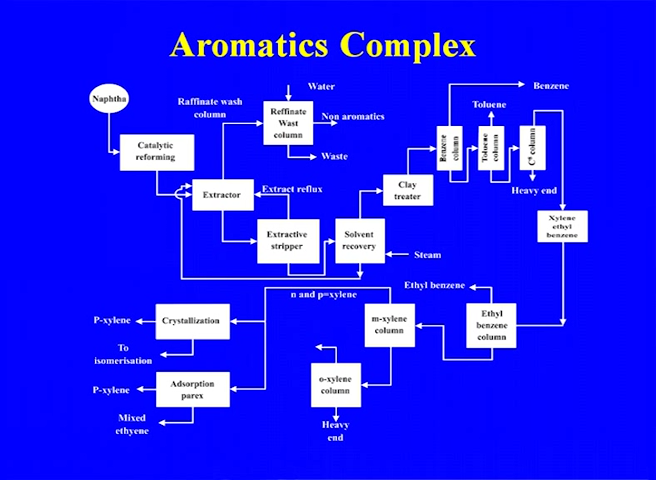 Aromatics Complex
Naphtha
Catalytic
reforming
Raffinate wash
column
Reffinate
Wast
column
Water
Non aromatics
Waste
Extractor
Extract reflux
Extractive
stripper
Solvent
recovery
Steam
Clay
treater
Benzene
column
Toluene
column
C⁸ column
Benzene
Toluene
Heavy end
Xylene
ethyl
benzene
Ethyl benzene
Ethyl
benzene
column
n and p=xylene
m-xylene
column
o-xylene
column
Heavy
end
Crystallization
P-xylene
To
isomerisation
Adsorption
parex
P-xylene
Mixed
ethyene